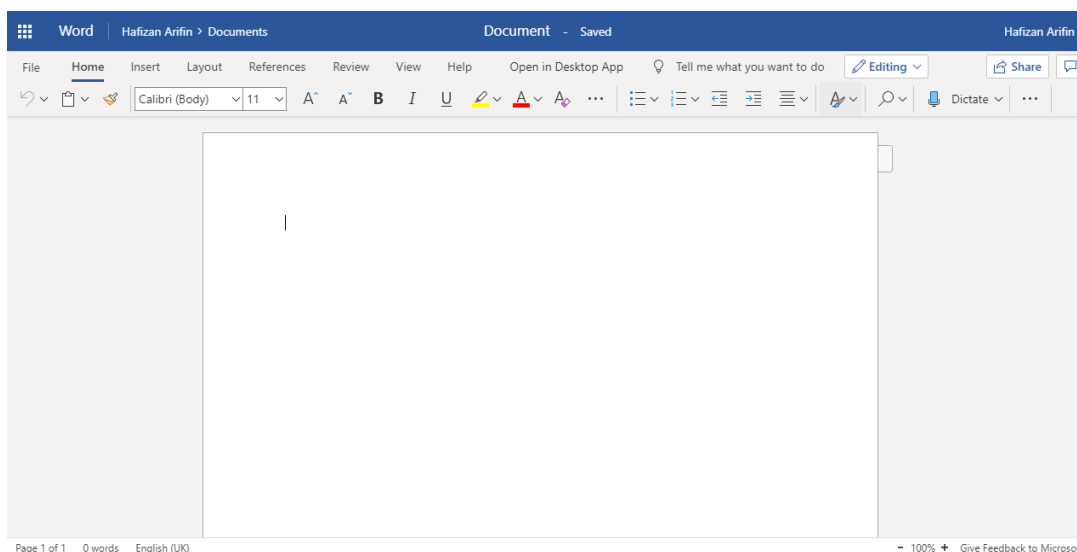 Word Hafizan Arifin > Documents Document - Saved Hafizan Arifin
File Home Insert Layout References Review View Help Open in Desktop App Tell me what you want to do Editing Share
Calibri (Body) 11 A A B I U A A Dictate
Page 1 of 1 0 words English (UK) - 100% + Give Feedback to Microso